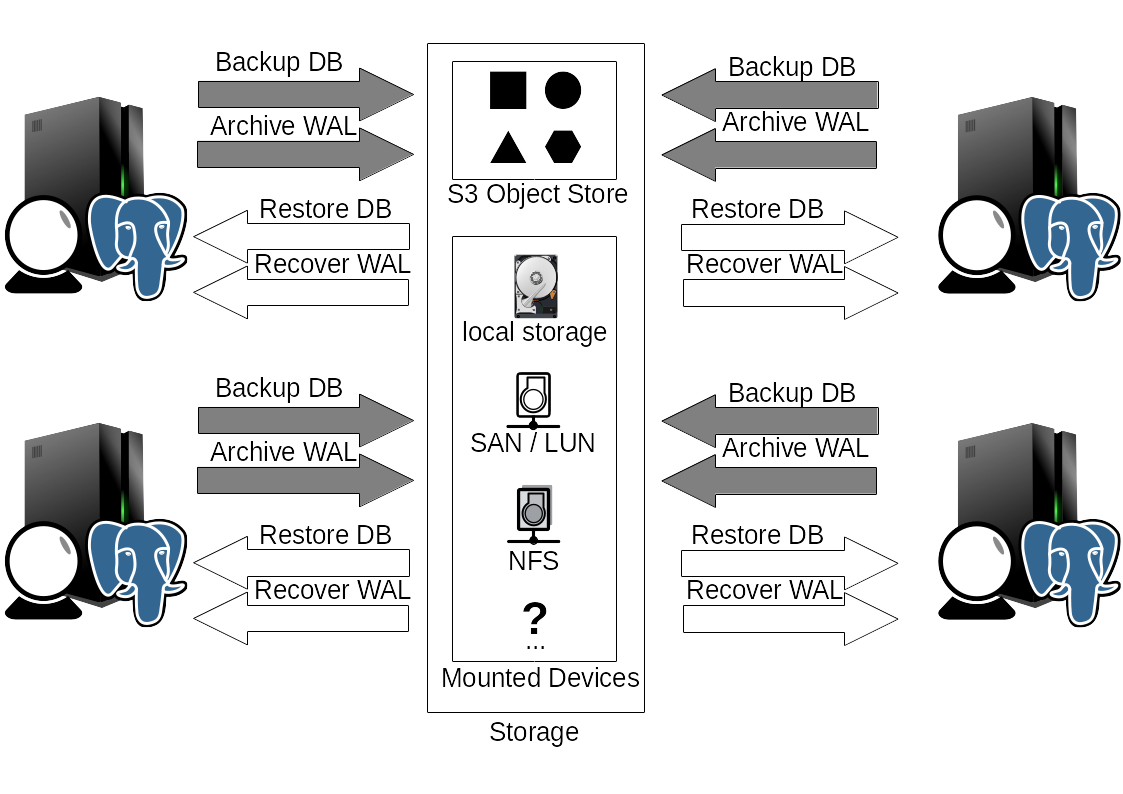 Backup DB
Archive WAL
Restore DB
Recover WAL
Backup DB
Archive WAL
Restore DB
Recover WAL
S3 Object Store
local storage
SAN / LUN
NFS
?
...
Mounted Devices
Storage
Backup DB
Archive WAL
Restore DB
Recover WAL
Backup DB
Archive WAL
Restore DB
Recover WAL